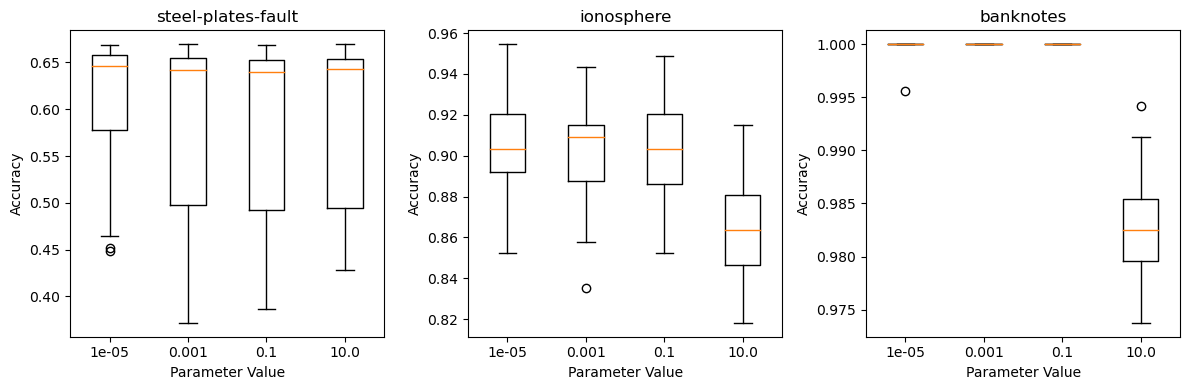 steel-plates-fault
Accuracy
0.65
0.60
0.55
0.50
0.45
0.40
1e-05 0.001 0.1 10.0
Parameter Value
ionosphere
Accuracy
0.96
0.94
0.92
0.90
0.88
0.86
0.84
0.82
1e-05 0.001 0.1 10.0
Parameter Value
banknotes
Accuracy
1.000
0.995
0.990
0.985
0.980
0.975
1e-05 0.001 0.1 10.0
Parameter Value